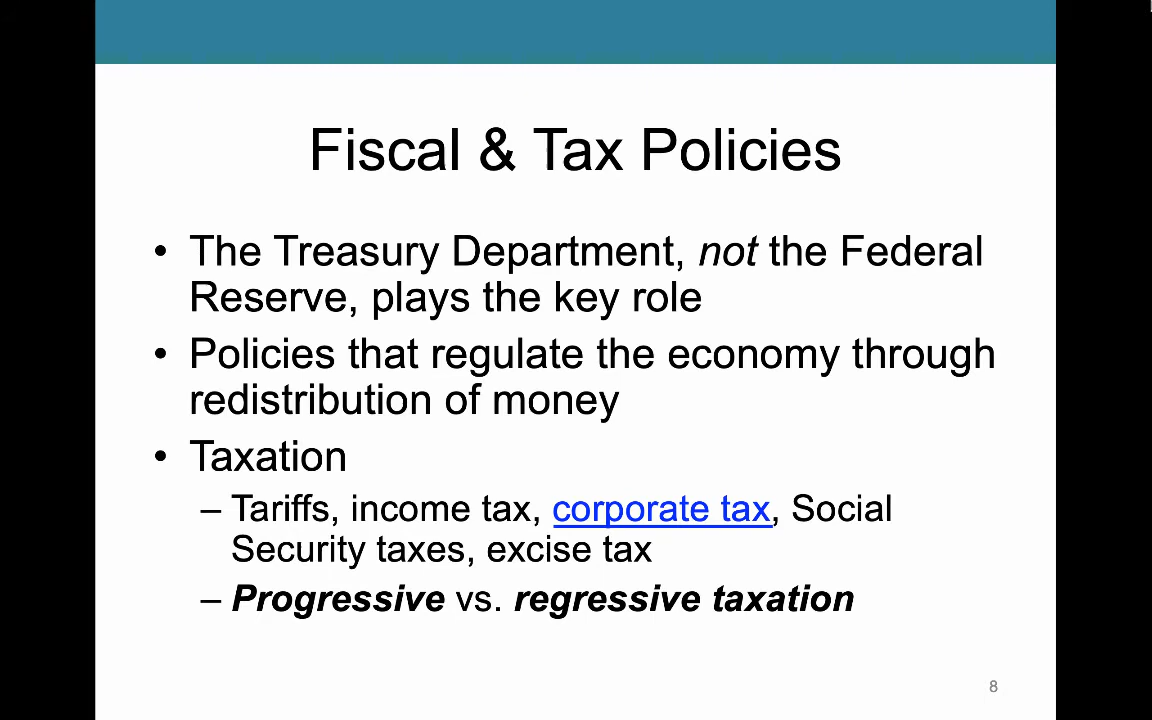 Fiscal & Tax Policies
• The Treasury Department, not the Federal
Reserve, plays the key role
• Policies that regulate the economy through
redistribution of money
• Taxation
– Tariffs, income tax, corporate tax, Social
Security taxes, excise tax
– Progressive vs. regressive taxation
8